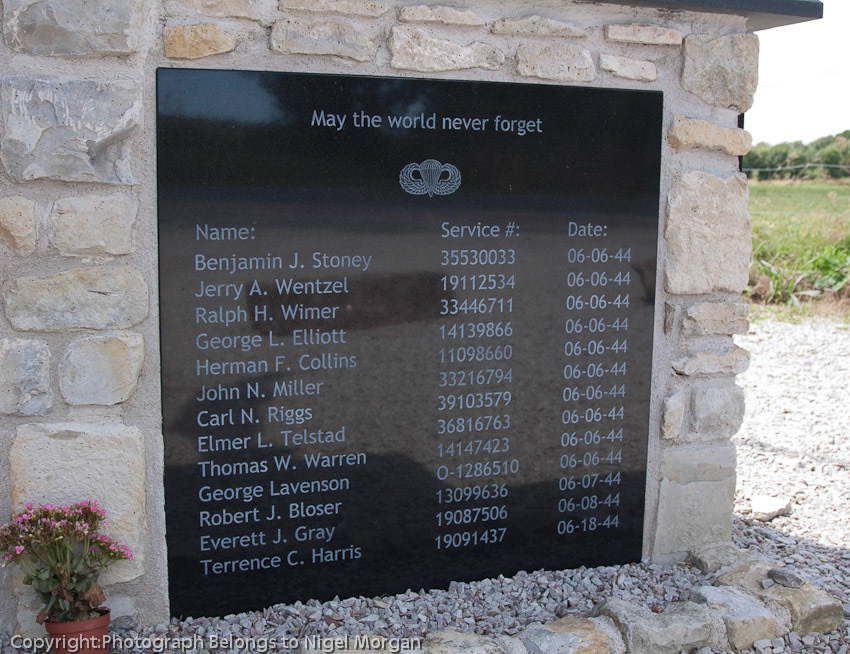 May the world never forget
Name: Service #: Date:
Benjamin J. Stoney 35530033 06-06-44
Jerry A. Wentzel 19112534 06-06-44
Ralph H. Wimer 33446711 06-06-44
George L. Elliott 14139866 06-06-44
Herman F. Collins 11098660 06-06-44
John N. Miller 33216794 06-06-44
Carl N. Riggs 39103579 06-06-44
Elmer L. Telstad 36816763 06-06-44
Thomas W. Warren 14147423 06-06-44
George Lavenson O-1286510 06-06-44
Robert J. Bloser 13099636 06-07-44
Everett J. Gray 19087506 06-08-44
Terrence C. Harris 19091437 06-18-44
Copyright:Photograph Belongs to Nigel Morgan